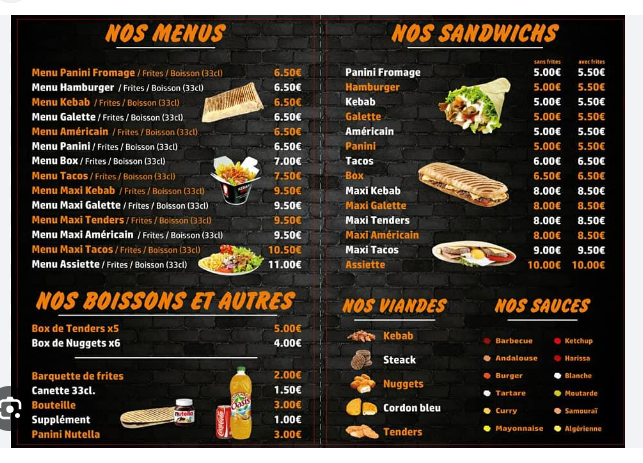 NOS MENUS
Menu Panini Fromage / Frites / Boisson (33cl) 6.50€
Menu Hamburger / Frites / Boisson (33cl) 6.50€
Menu Kebab / Frites / Boisson (33cl) 6.50€
Menu Galette / Frites / Boisson (33cl) 6.50€
Menu Américain / Frites / Boisson (33cl) 6.50€
Menu Panini / Frites / Boisson (33cl) 6.50€
Menu Box / Frites / Boisson (33cl) 7.00€
Menu Tacos / Frites / Boisson (33cl) 7.50€
Menu Maxi Kebab / Frites / Boisson (33cl) 9.50€
Menu Maxi Galette / Frites / Boisson (33cl) 9.50€
Menu Maxi Tenders / Frites / Boisson (33cl) 9.50€
Menu Maxi Américain / Frites / Boisson (33cl) 9.50€
Menu Maxi Tacos / Frites / Boisson (33cl) 10.50€
Menu Assiette / Frites / Boisson (33cl) 11.00€
NOS BOISSONS ET AUTRES
Box de Tenders x5 5.00€
Box de Nuggets x6 4.00€
Barquette de frites 2.00€
Canette 33cl. 1.50€
Bouteille 3.00€
Supplément 1.00€
Panini Nutella 3.00€
nutella
Coca-Cola
Oasis
NOS SANDWICHS
sans frites avec frites
Panini Fromage 5.00€ 5.50€
Hamburger 5.00€ 5.50€
Kebab 5.00€ 5.50€
Galette 5.00€ 5.50€
Américain 5.00€ 5.50€
Panini 5.00€ 5.50€
Tacos 6.00€ 6.50€
Box 6.50€ 6.50€
Maxi Kebab 8.00€ 8.50€
Maxi Galette 8.00€ 8.50€
Maxi Tenders 8.00€ 8.50€
Maxi Américain 8.00€ 8.50€
Maxi Tacos 9.00€ 9.50€
Assiette 10.00€ 10.00€
NOS VIANDES
Kebab
Steack
Nuggets
Cordon bleu
Tenders
NOS SAUCES
Barbecue Ketchup
Andalouse Harissa
Burger Blanche
Tartare Moutarde
Curry Samouraï
Mayonnaise Algérienne